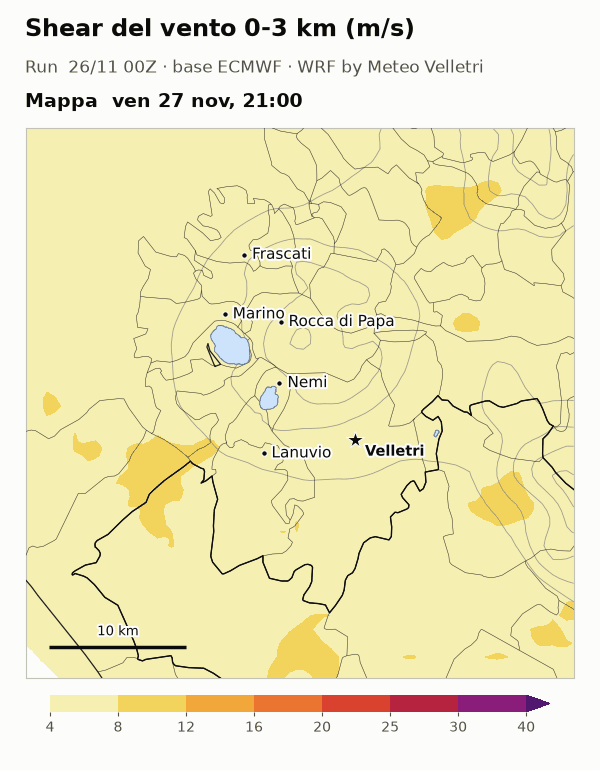 Shear del vento 0-3 km (m/s)
Run  26/11 00Z · base ECMWF · WRF by Meteo Velletri
Mappa  ven 27 nov, 21:00
Frascati
Marino
Rocca di Papa
Nemi
Velletri
Lanuvio
10 km
4 8 12 16 20 25 30 40